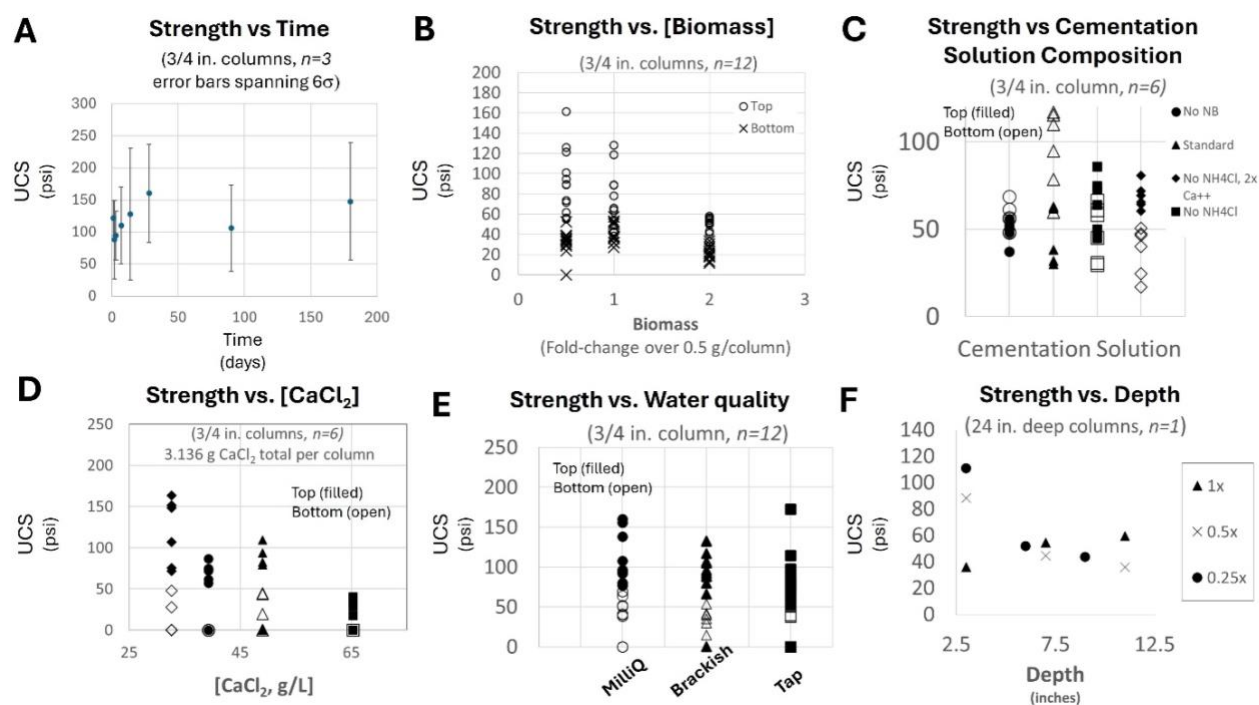 A
Strength vs Time
(3/4 in. columns, n=3
error bars spanning 6σ)
300
250
200
150
100
50
0
UCS
(psi)
0 50 100 150 200
Time
(days)
B
Strength vs. [Biomass]
(3/4 in. columns, n=12)
200
180
160
140
120
100
80
60
40
20
0
UCS
(psi)
Top
Bottom
0 1 2 3
Biomass
(Fold-change over 0.5 g/column)
C
Strength vs Cementation
Solution Composition
(3/4 in. column, n=6)
Top (filled)
Bottom (open)
100
50
0
UCS
(psi)
No NB
Standard
No NH4Cl, 2x
Ca++
No NH4Cl
Cementation Solution
D
Strength vs. [CaCl₂]
(3/4 in. columns, n=6)
3.136 g CaCl₂ total per column
Top (filled)
Bottom (open)
250
200
150
100
50
0
UCS
(psi)
25 45 65
[CaCl₂, g/L]
E
Strength vs. Water quality
(3/4 in. column, n=12)
Top (filled)
Bottom (open)
250
200
150
100
50
0
UCS
(psi)
MilliQ Brackish Tap
F
Strength vs. Depth
(24 in. deep columns, n=1)
140
120
100
80
60
40
20
0
UCS
(psi)
1x
0.5x
0.25x
2.5 7.5 12.5
Depth
(inches)